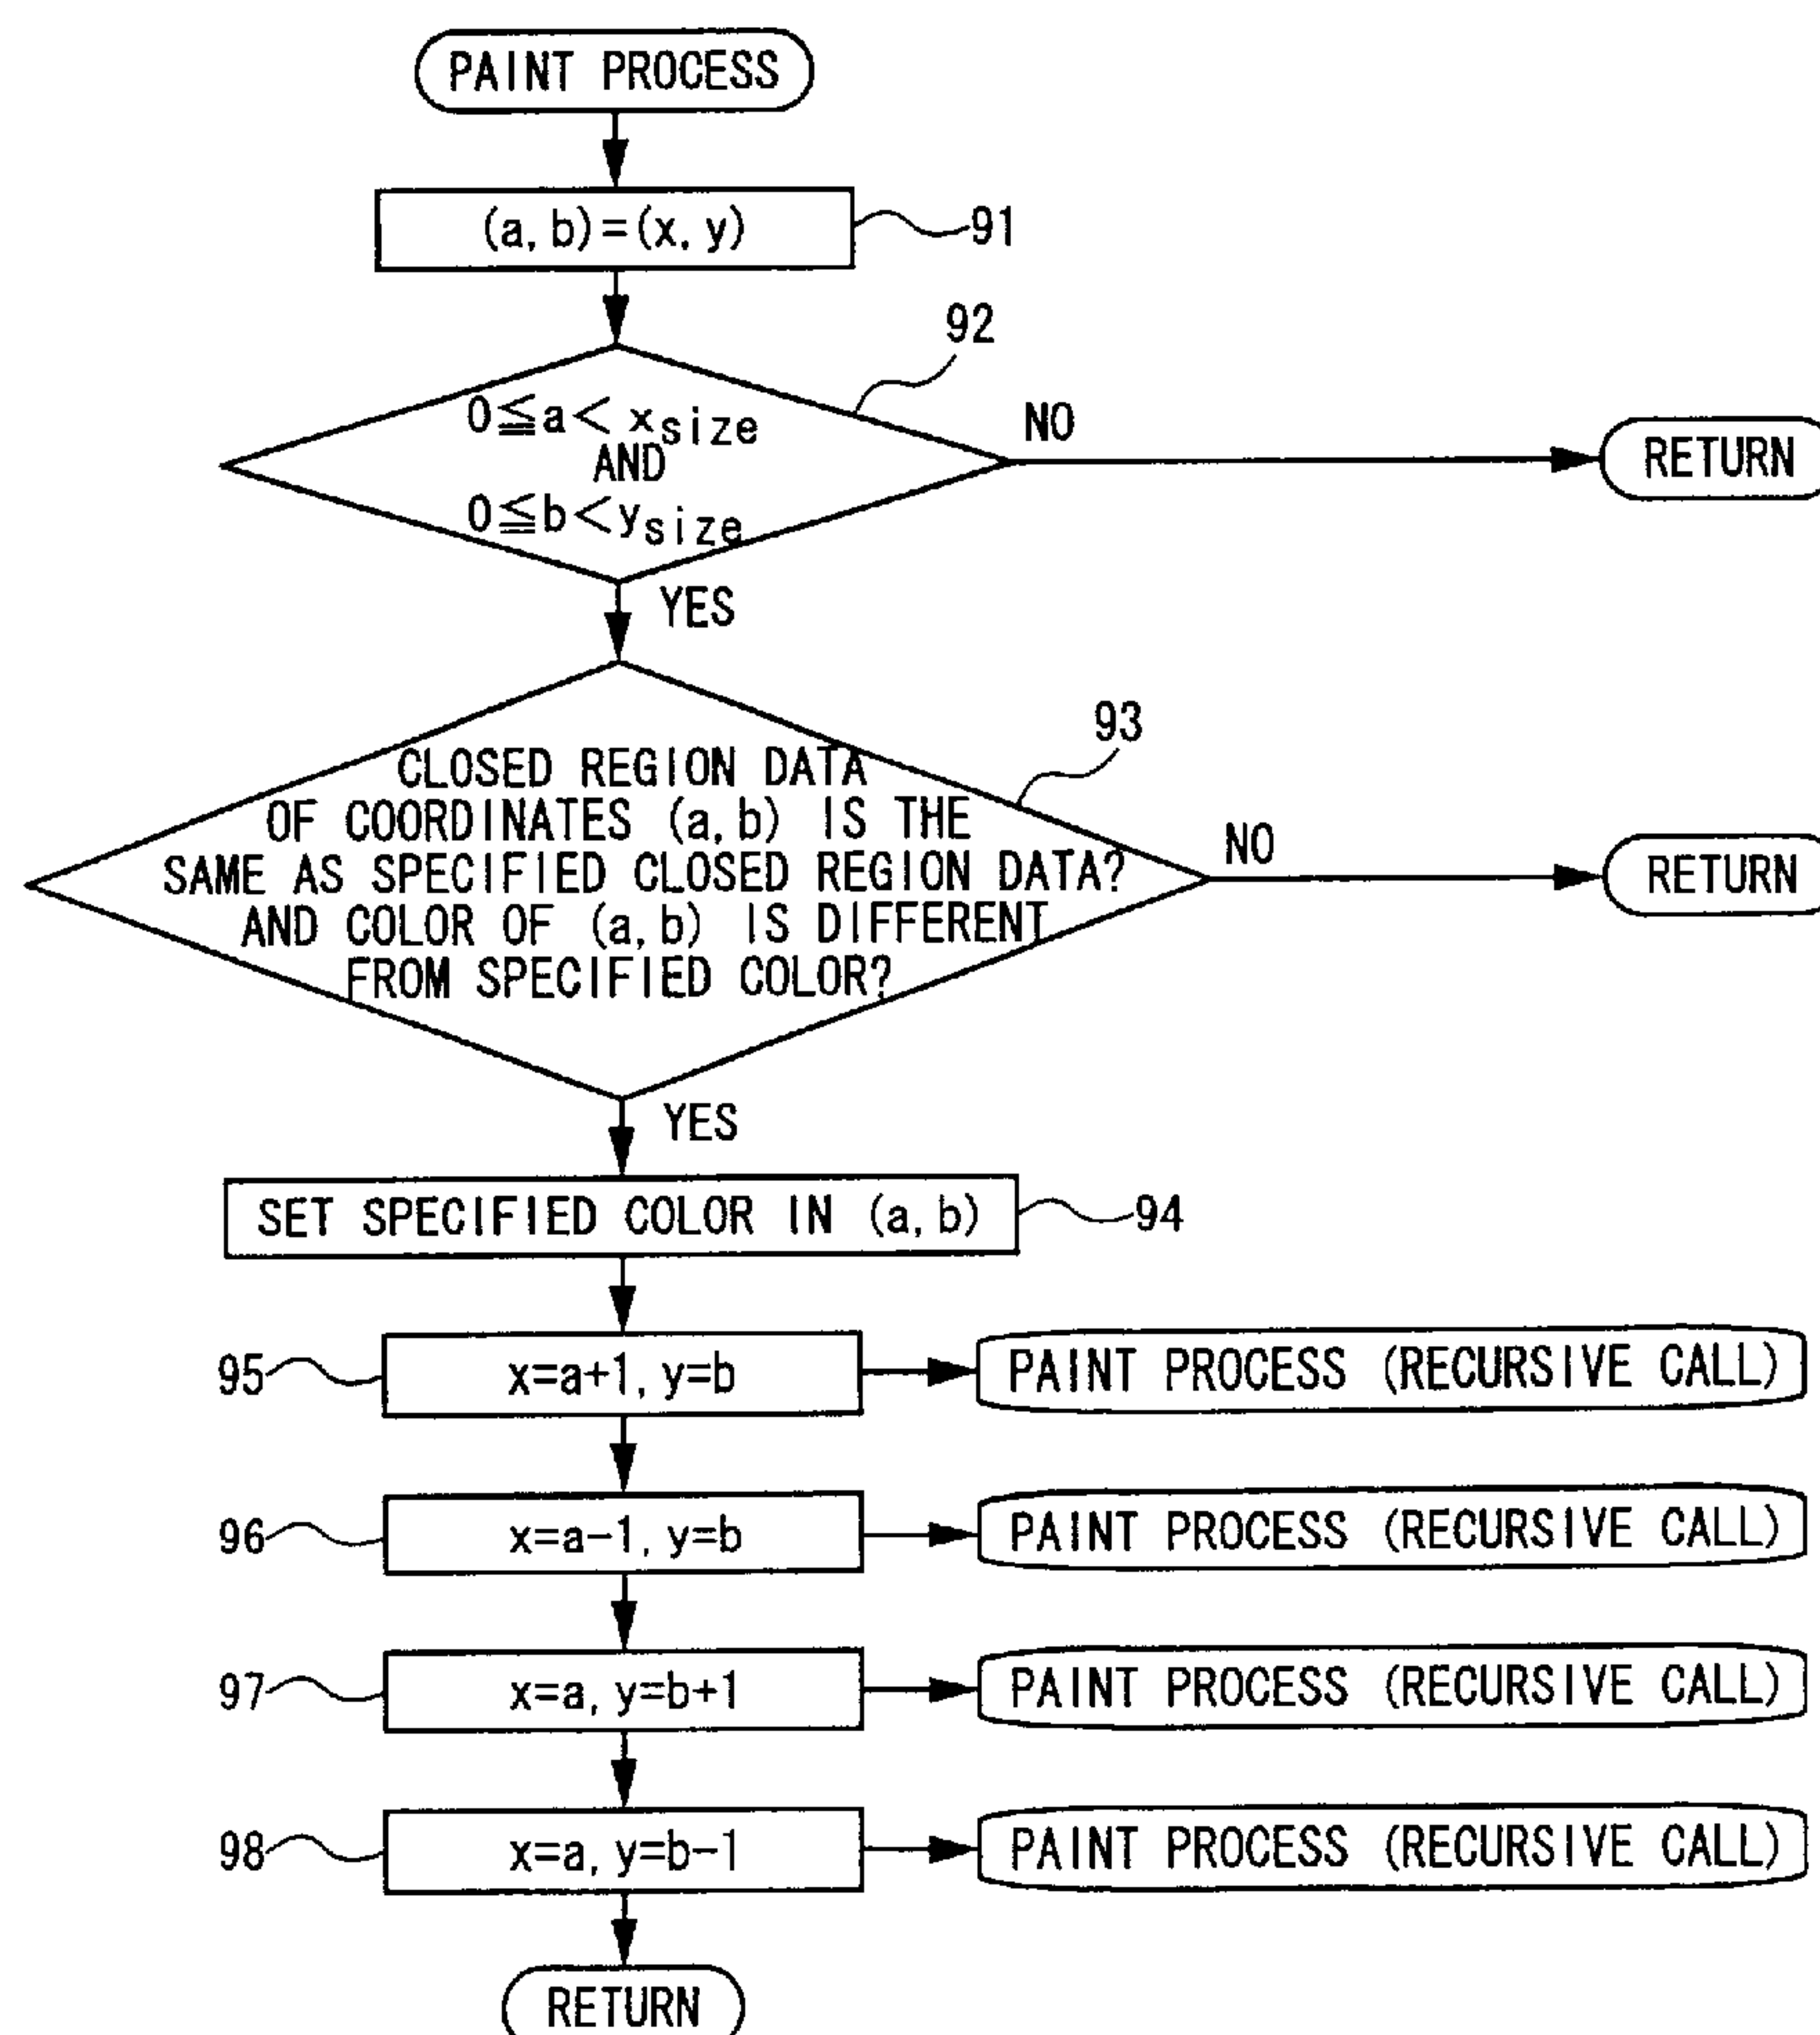 PAINT PROCESS
(a, b)=(x, y)
91
92
0≦a< xsize
AND
0≦b<ysize
NO
RETURN
YES
93
CLOSED REGION DATA
OF COORDINATES (a, b) IS THE
SAME AS SPECIFIED CLOSED REGION DATA?
AND COLOR OF (a, b) IS DIFFERENT
FROM SPECIFIED COLOR?
NO
RETURN
YES
SET SPECIFIED COLOR IN (a, b)
94
95
x=a+1, y=b
PAINT PROCESS (RECURSIVE CALL)
96
x=a-1, y=b
PAINT PROCESS (RECURSIVE CALL)
97
x=a, y=b+1
PAINT PROCESS (RECURSIVE CALL)
98
x=a, y=b-1
PAINT PROCESS (RECURSIVE CALL)
RETURN